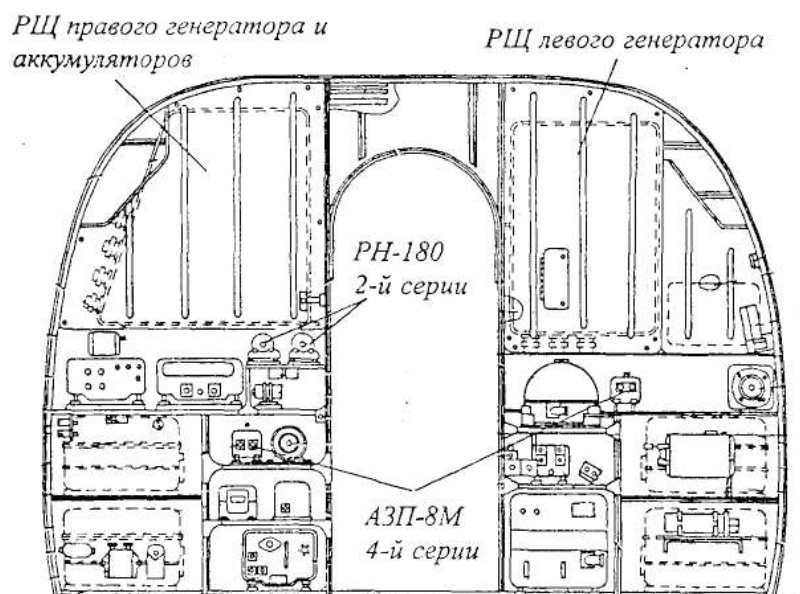 РЩ правого генератора и
аккумуляторов
РЩ левого генератора
РН-180
2-й серии
АЗП-8М
4-й серии